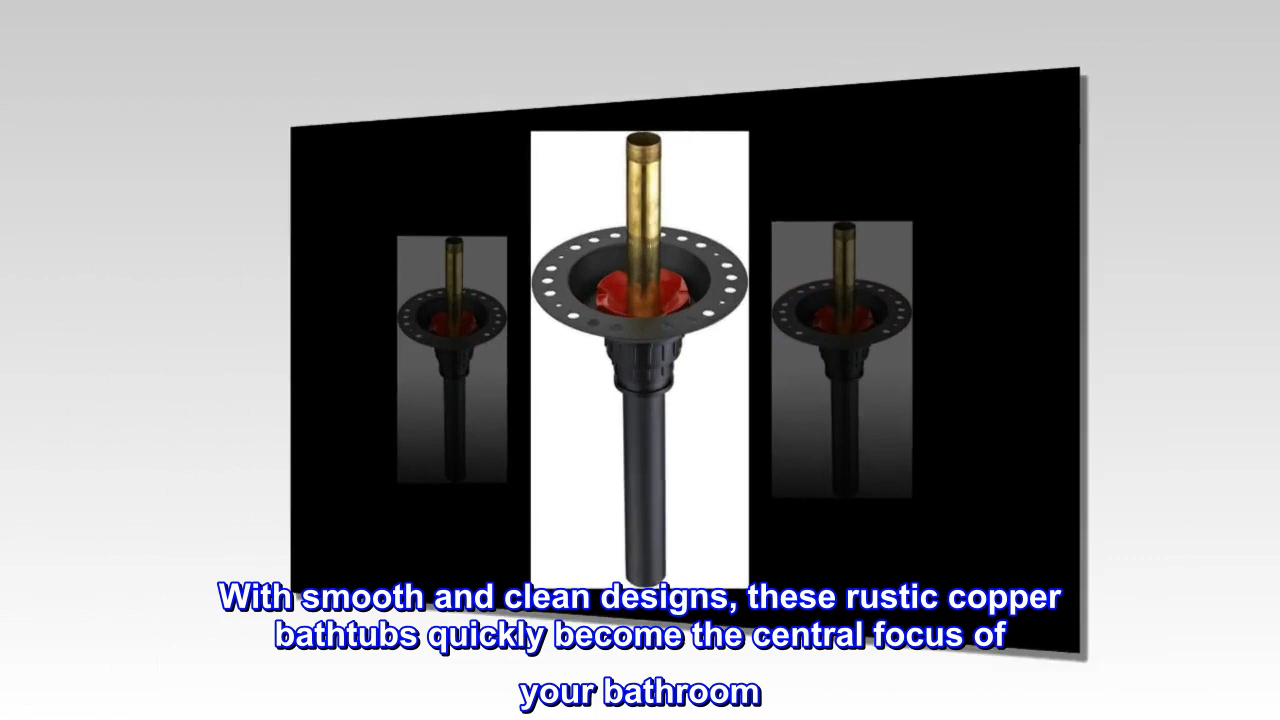 With smooth and clean designs, these rustic copper
bathtubs quickly become the central focus of
your bathroom